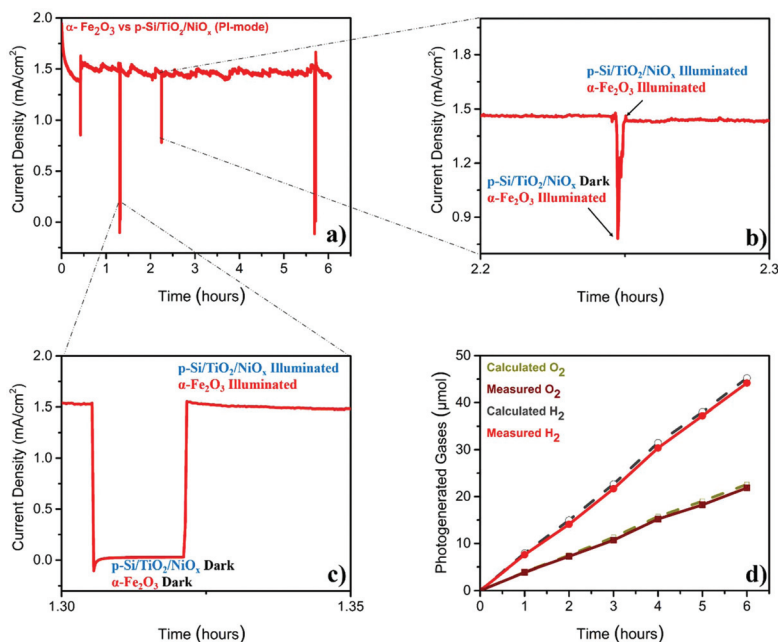 α- Fe₂O₃ vs p-Si/TiO₂/NiOₓ (PI-mode)
2.0
1.5
1.0
0.5
0.0
Current Density (mA/cm²)
0 1 2 3 4 5 6 7
Time (hours)
a)
1.8
1.5
1.2
0.9
Current Density (mA/cm²)
p-Si/TiO₂/NiOₓ Illuminated
α-Fe₂O₃ Illuminated
p-Si/TiO₂/NiOₓ Dark
α-Fe₂O₃ Illuminated
b)
2.2 2.3
Time (hours)
2.0
1.5
1.0
0.5
0.0
Current Density (mA/cm²)
p-Si/TiO₂/NiOₓ Illuminated
α-Fe₂O₃ Illuminated
p-Si/TiO₂/NiOₓ Dark
α-Fe₂O₃ Dark
c)
1.30 1.35
Time (hours)
50
40
30
20
10
0
Photogenerated Gases (μmol)
Calculated O₂
Measured O₂
Calculated H₂
Measured H₂
d)
0 1 2 3 4 5 6
Time (hours)